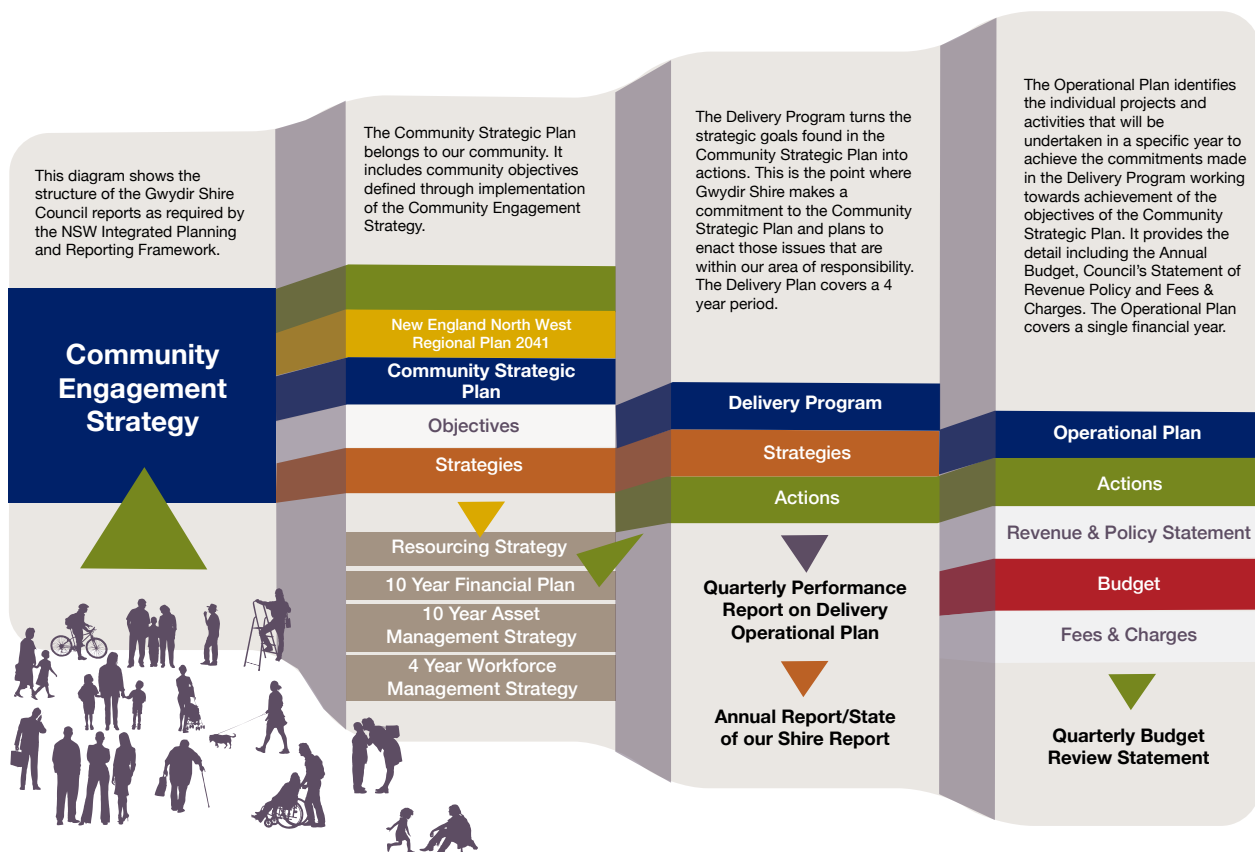 This diagram shows the
structure of the Gwydir Shire
Council reports as required by
the NSW Integrated Planning
and Reporting Framework.
Community
Engagement
Strategy
The Community Strategic Plan
belongs to our community. It
includes community objectives
defined through implementation
of the Community Engagement
Strategy.
New England North West
Regional Plan 2041
Community Strategic
Plan
Objectives
Strategies
Resourcing Strategy
10 Year Financial Plan
10 Year Asset
Management Strategy
4 Year Workforce
Management Strategy
The Delivery Program turns the
strategic goals found in the
Community Strategic Plan into
actions. This is the point where
Gwydir Shire makes a
commitment to the Community
Strategic Plan and plans to
enact those issues that are
within our area of responsibility.
The Delivery Plan covers a 4
year period.
Delivery Program
Strategies
Actions
Quarterly Performance
Report on Delivery
Operational Plan
Annual Report/State
of our Shire Report
The Operational Plan identifies
the individual projects and
activities that will be
undertaken in a specific year to
achieve the commitments made
in the Delivery Program working
towards achievement of the
objectives of the Community
Strategic Plan. It provides the
detail including the Annual
Budget, Council's Statement of
Revenue Policy and Fees &
Charges. The Operational Plan
covers a single financial year.
Operational Plan
Actions
Revenue & Policy Statement
Budget
Fees & Charges
Quarterly Budget
Review Statement